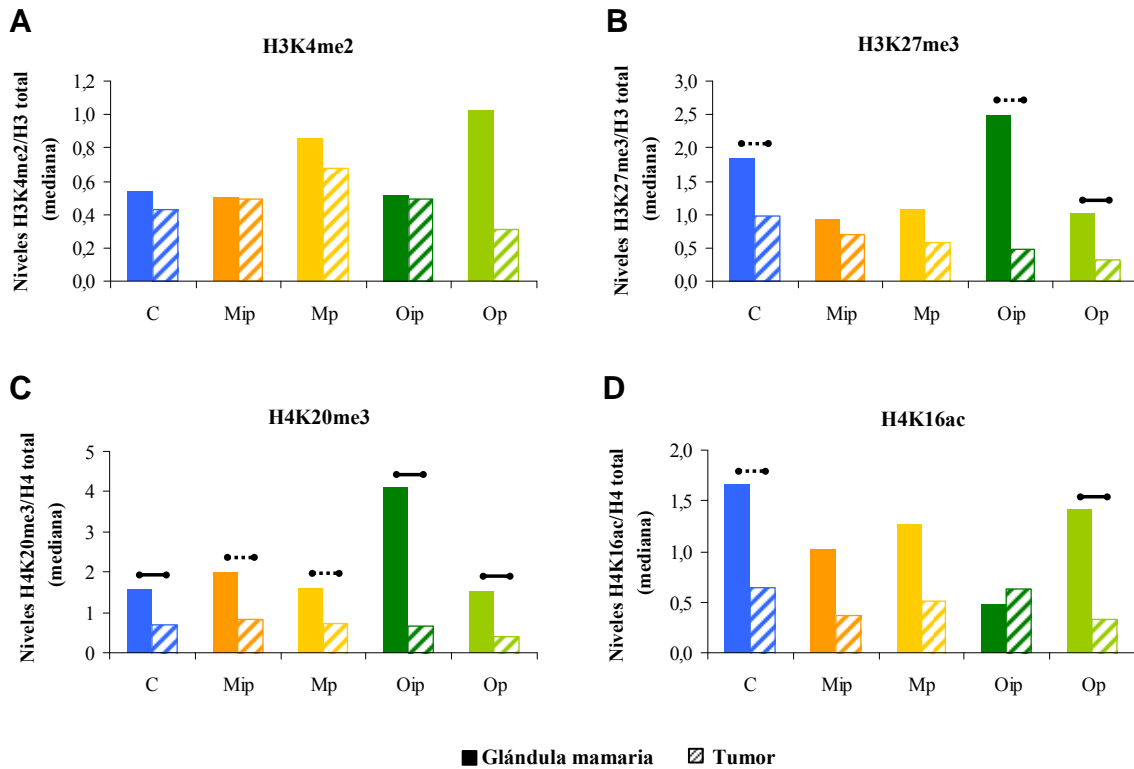 A
H3K4me2
Niveles H3K4me2/H3 total
(mediana)
1,2
1,0
0,8
0,6
0,4
0,2
0,0
C Mip Mp Oip Op
B
H3K27me3
Niveles H3K27me3/H3 total
(mediana)
3,0
2,5
2,0
1,5
1,0
0,5
0,0
C Mip Mp Oip Op
C
H4K20me3
Niveles H4K20me3/H4 total
(mediana)
5
4
3
2
1
0
C Mip Mp Oip Op
D
H4K16ac
Niveles H4K16ac/H4 total
(mediana)
2,0
1,5
1,0
0,5
0,0
C Mip Mp Oip Op
Glándula mamaria Tumor